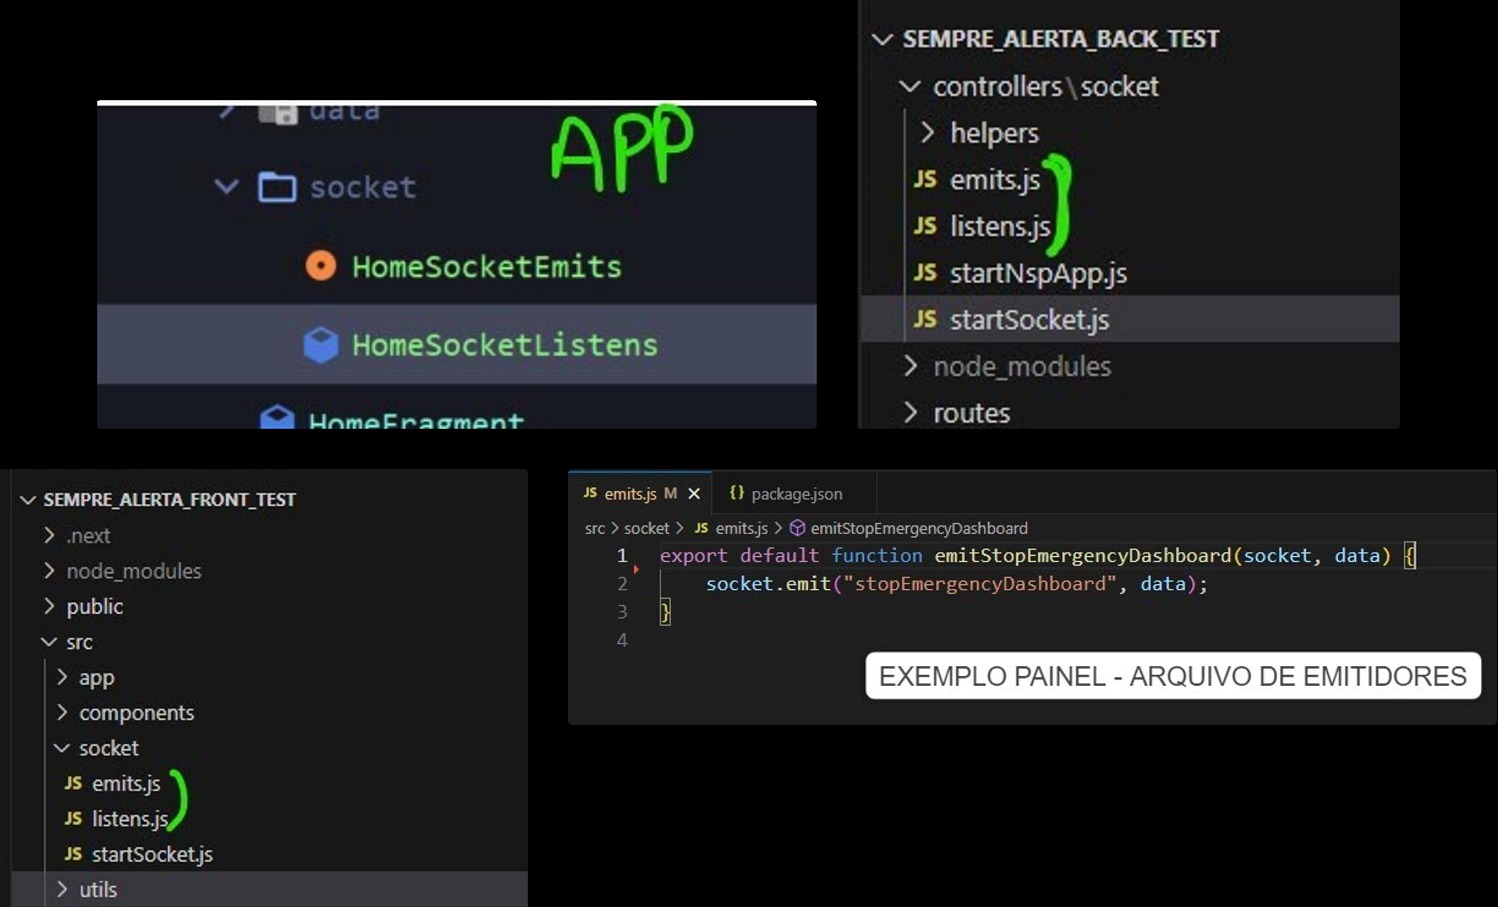 data
APP
socket
HomeSocketEmits
HomeSocketListens
HomeFragment
SEMPRE_ALERTA_BACK_TEST
controllers\socket
helpers
JS emits.js
JS listens.js
JS startNspApp.js
JS startSocket.js
node_modules
routes
SEMPRE_ALERTA_FRONT_TEST
.next
node_modules
public
src
app
components
socket
JS emits.js
JS listens.js
JS startSocket.js
utils
JS emits.js M × {} package.json
src > socket > JS emits.js > emitStopEmergencyDashboard
1 export default function emitStopEmergencyDashboard(socket, data) {
2 socket.emit("stopEmergencyDashboard", data);
3 }
4
EXEMPLO PAINEL - ARQUIVO DE EMITIDORES